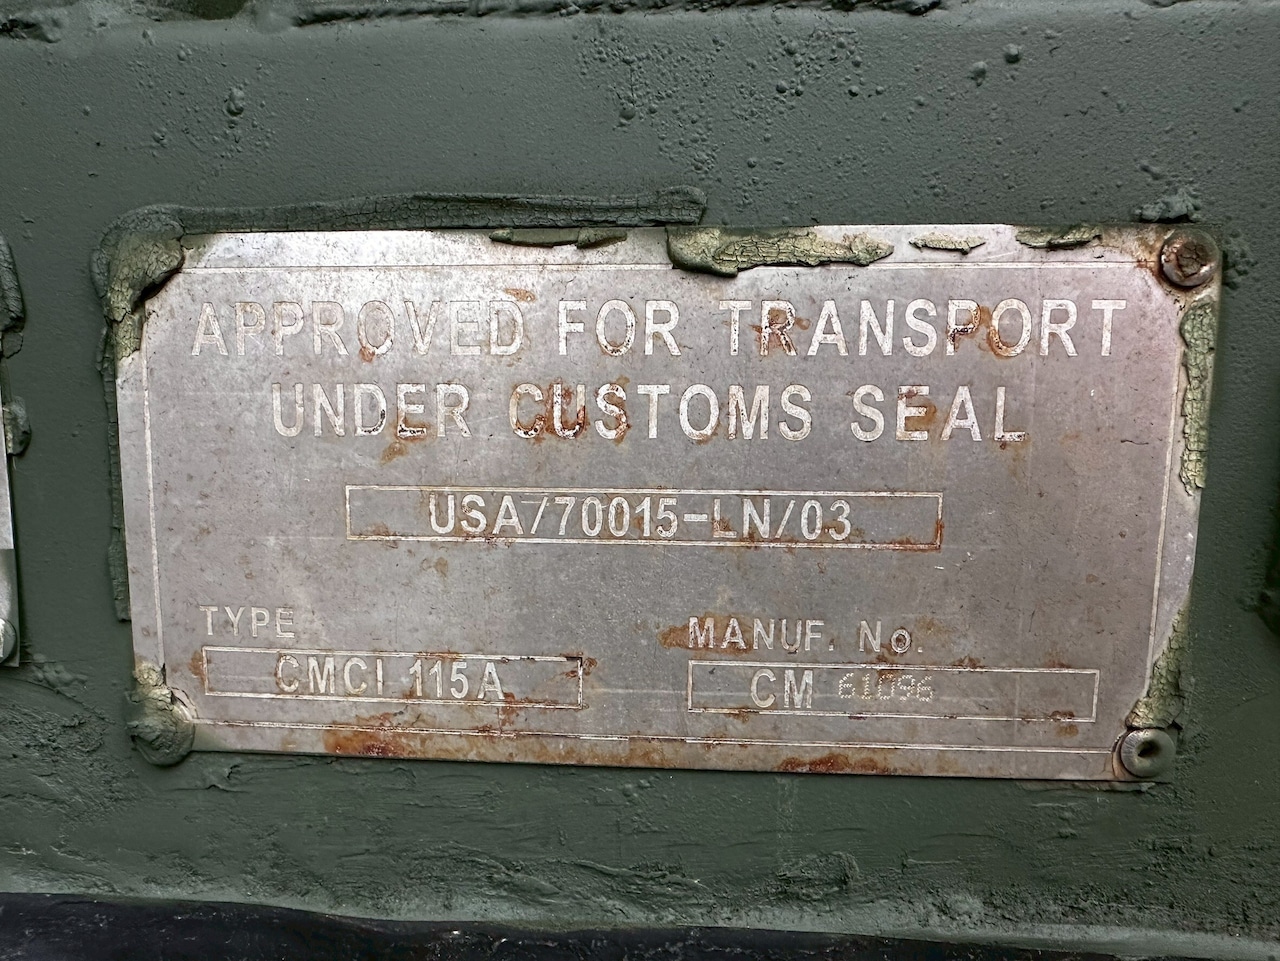 APPROVED FOR TRANSPORT
UNDER CUSTOMS SEAL
USA/70015-LN/03
TYPE MANUF. No.
CMCI 115A CM 61096